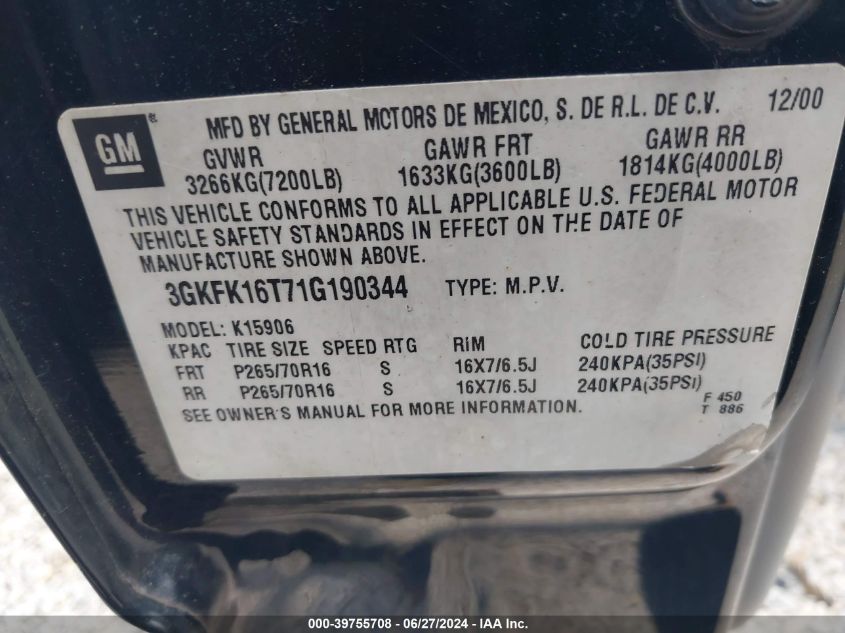 GM ®
MFD BY GENERAL MOTORS DE MEXICO, S. DE R.L. DE C.V. 12/00
GVWR GAWR FRT GAWR RR
3266KG(7200LB) 1633KG(3600LB) 1814KG(4000LB)
THIS VEHICLE CONFORMS TO ALL APPLICABLE U.S. FEDERAL MOTOR
VEHICLE SAFETY STANDARDS IN EFFECT ON THE DATE OF
MANUFACTURE SHOWN ABOVE.
3GKFK16T71G190344 TYPE: M.P.V.
MODEL: K15906
KPAC TIRE SIZE SPEED RTG RIM COLD TIRE PRESSURE
FRT P265/70R16 S 16X7/6.5J 240KPA(35PSI)
RR P265/70R16 S 16X7/6.5J 240KPA(35PSI)
SEE OWNER'S MANUAL FOR MORE INFORMATION.
F 450
T 886
000-39755708 - 06/27/2024 - IAAI.com